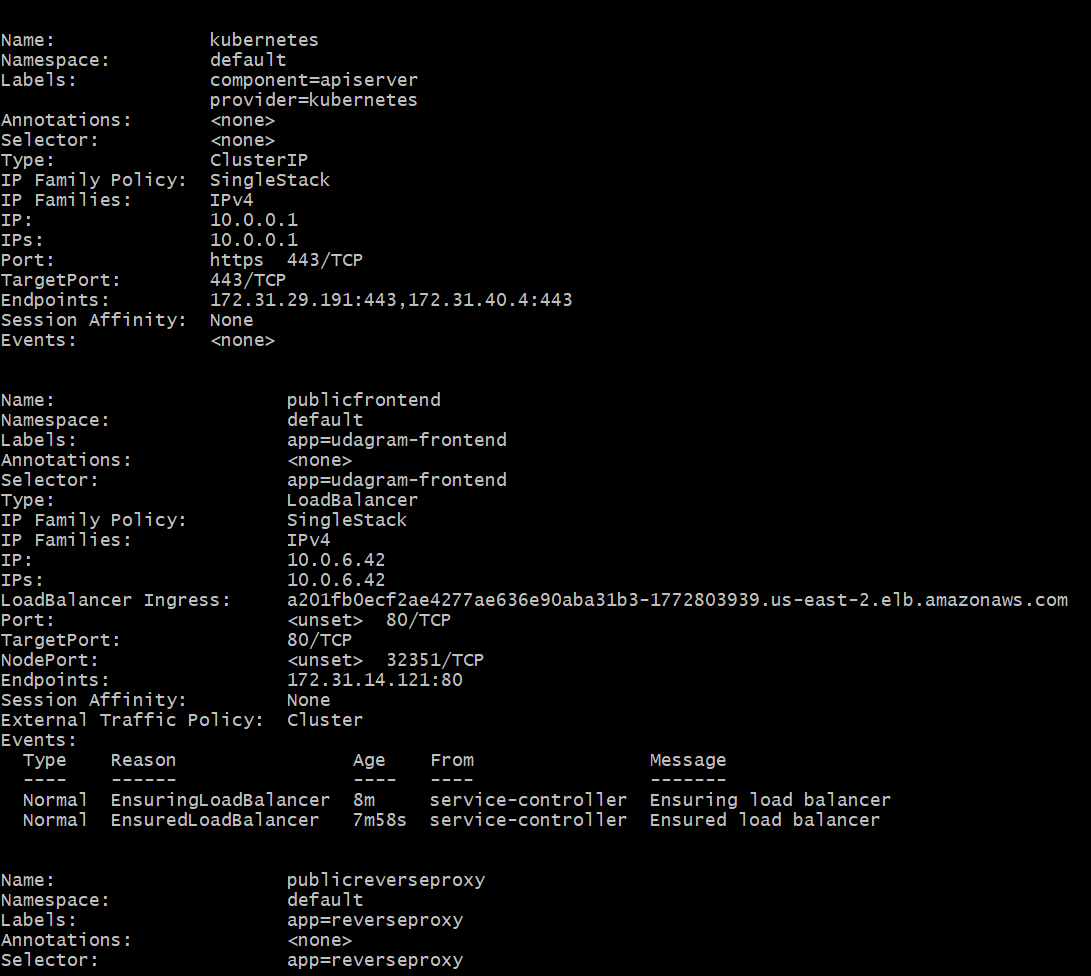 Name:              kubernetes
Namespace:         default
Labels:            component=apiserver
                   provider=kubernetes
Annotations:       <none>
Selector:          <none>
Type:              ClusterIP
IP Family Policy:  SingleStack
IP Families:       IPv4
IP:                10.0.0.1
IPs:               10.0.0.1
Port:              https  443/TCP
TargetPort:        443/TCP
Endpoints:         172.31.29.191:443,172.31.40.4:443
Session Affinity:  None
Events:            <none>
Name:                     publicfrontend
Namespace:                default
Labels:                   app=udagram-frontend
Annotations:              <none>
Selector:                 app=udagram-frontend
Type:                     LoadBalancer
IP Family Policy:         SingleStack
IP Families:              IPv4
IP:                       10.0.6.42
IPs:                      10.0.6.42
LoadBalancer Ingress:     a201fb0ecf2ae4277ae636e90aba31b3-1772803939.us-east-2.elb.amazonaws.com
Port:                     <unset>  80/TCP
TargetPort:               80/TCP
NodePort:                 <unset>  32351/TCP
Endpoints:                172.31.14.121:80
Session Affinity:         None
External Traffic Policy:  Cluster
Events:
  Type    Reason                Age    From                Message
  ----    ------                ----   ----                -------
  Normal  EnsuringLoadBalancer  8m     service-controller  Ensuring load balancer
  Normal  EnsuredLoadBalancer   7m58s  service-controller  Ensured load balancer
Name:                     publicreverseproxy
Namespace:                default
Labels:                   app=reverseproxy
Annotations:              <none>
Selector:                 app=reverseproxy